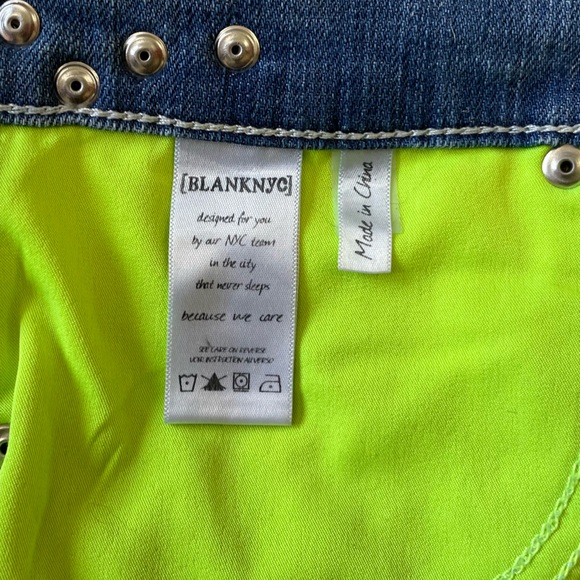 [BLANKNYC]
designed for you
by our NYC team
in the city
that never sleeps
because we care
SEE CARE ON REVERSE
VOIR INSTRUCTION AU VERSO
Made in China